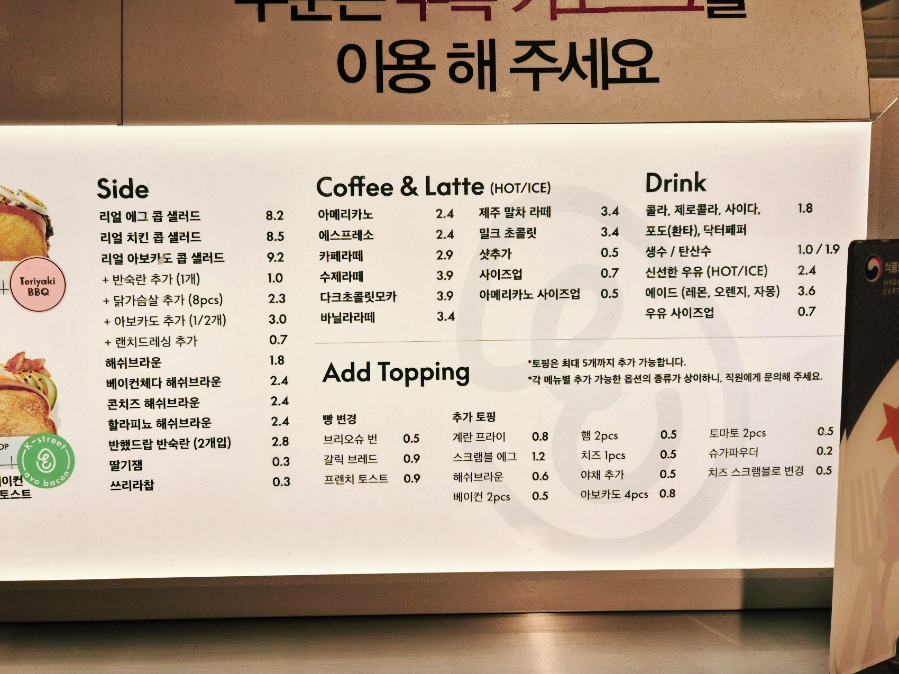 이용 해 주세요
Teriyaki
BBQ
K-street
avo bacon
Side
리얼 에그 콥 샐러드 8.2
리얼 치킨 콥 샐러드 8.5
리얼 아보카도 콥 샐러드 9.2
+ 반숙란 추가 (1개) 1.0
+ 닭가슴살 추가 (8pcs) 2.3
+ 아보카도 추가 (1/2개) 3.0
+ 랜치드레싱 추가 0.7
해쉬브라운 1.8
베이컨체다 해쉬브라운 2.4
콘치즈 해쉬브라운 2.4
할라피뇨 해쉬브라운 2.4
반했드랍 반숙란 (2개입) 2.8
딸기잼 0.3
쓰리라찹 0.3
Coffee & Latte (HOT/ICE)
아메리카노 2.4
에스프레소 2.4
카페라떼 2.9
수제라떼 3.9
다크초콜릿모카 3.9
바닐라라떼 3.4
제주 말차 라떼 3.4
밀크 초콜릿 3.4
샷추가 0.5
사이즈업 0.7
아메리카노 사이즈업 0.5
Drink
콜라, 제로콜라, 사이다, 1.8
포도(환타), 닥터페퍼
생수 / 탄산수 1.0 / 1.9
신선한 우유 (HOT/ICE) 2.4
에이드 (레몬, 오렌지, 자몽) 3.6
우유 사이즈업 0.7
Add Topping
*토핑은 최대 5개까지 추가 가능합니다.
*각 메뉴별 추가 가능한 옵션의 종류가 상이하니, 직원에게 문의해 주세요.
빵 변경
브리오슈 번 0.5
갈릭 브레드 0.9
프렌치 토스트 0.9
추가 토핑
계란 프라이 0.8
스크램블 에그 1.2
해쉬브라운 0.6
베이컨 2pcs 0.5
햄 2pcs 0.5
치즈 1pcs 0.5
야채 추가 0.5
아보카도 4pcs 0.8
토마토 2pcs 0.5
슈가파우더 0.2
치즈 스크램블로 변경 0.5